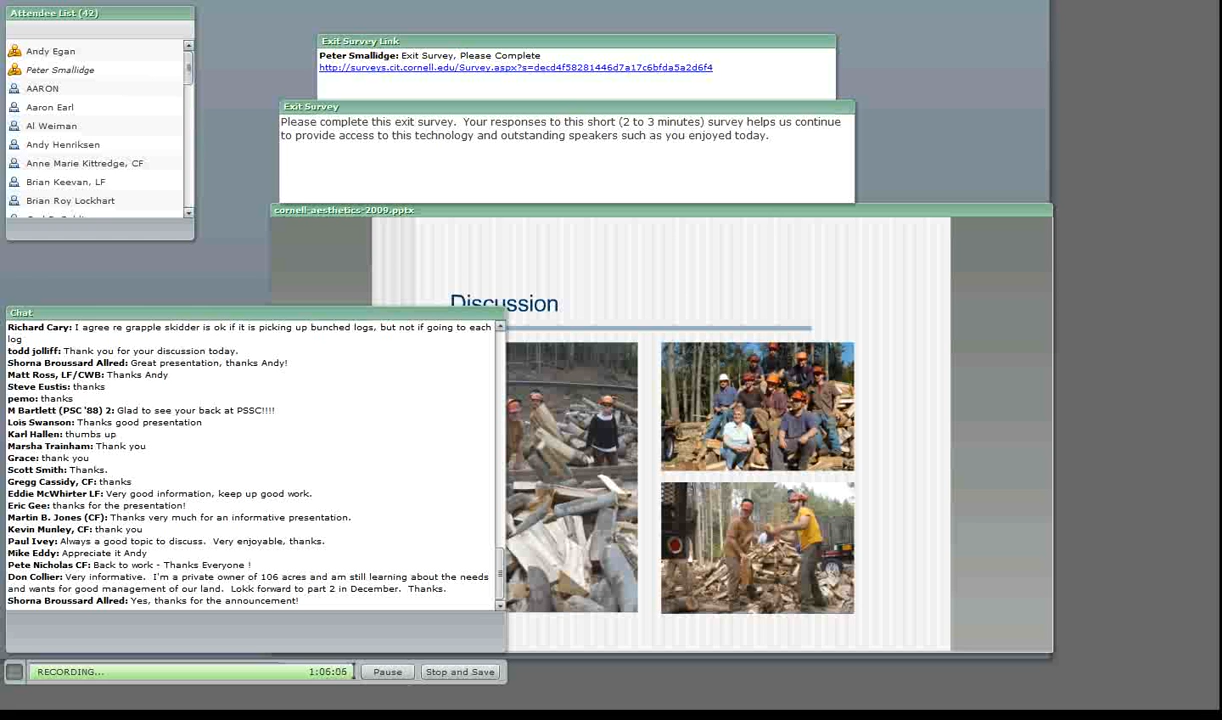 Attendee List (42)
Andy Egan
Peter Smallidge
AARON
Aaron Earl
Al Weiman
Andy Henriksen
Anne Marie Kittredge, CF
Brian Keevan, LF
Brian Roy Lockhart
Exit Survey Link
Peter Smallidge: Exit Survey, Please Complete
http://surveys.cit.cornell.edu/Survey.aspx?s=decd4f58281446d7a17c6bfda5a2d6f4
Exit Survey
Please complete this exit survey.  Your responses to this short (2 to 3 minutes) survey helps us continue
to provide access to this technology and outstanding speakers such as you enjoyed today.
cornell-aesthetics-2009.pptx
Discussion
Chat
Richard Cary: I agree re grapple skidder is ok if it is picking up bunched logs, but not if going to each
log
todd jolliff: Thank you for your discussion today.
Shorna Broussard Allred: Great presentation, thanks Andy!
Matt Ross, LF/CWB: Thanks Andy
Steve Eustis: thanks
pemo: thanks
M Bartlett (PSC '88) 2: Glad to see your back at PSSC!!!!
Lois Swanson: Thanks good presentation
Karl Hallen: thumbs up
Marsha Trainham: Thank you
Grace: thank you
Scott Smith: Thanks.
Gregg Cassidy, CF: thanks
Eddie McWhirter LF: Very good information, keep up good work.
Eric Gee: thanks for the presentation!
Martin B. Jones (CF): Thanks very much for an informative presentation.
Kevin Munley, CF: thank you
Paul Ivey: Always a good topic to discuss.  Very enjoyable, thanks.
Mike Eddy: Appreciate it Andy
Pete Nicholas CF: Back to work - Thanks Everyone !
Don Collier: Very informative.  I'm a private owner of 106 acres and am still learning about the needs
and wants for good management of our land.  Lokk forward to part 2 in December.  Thanks.
Shorna Broussard Allred: Yes, thanks for the announcement!
RECORDING... 1:06:06 Pause Stop and Save